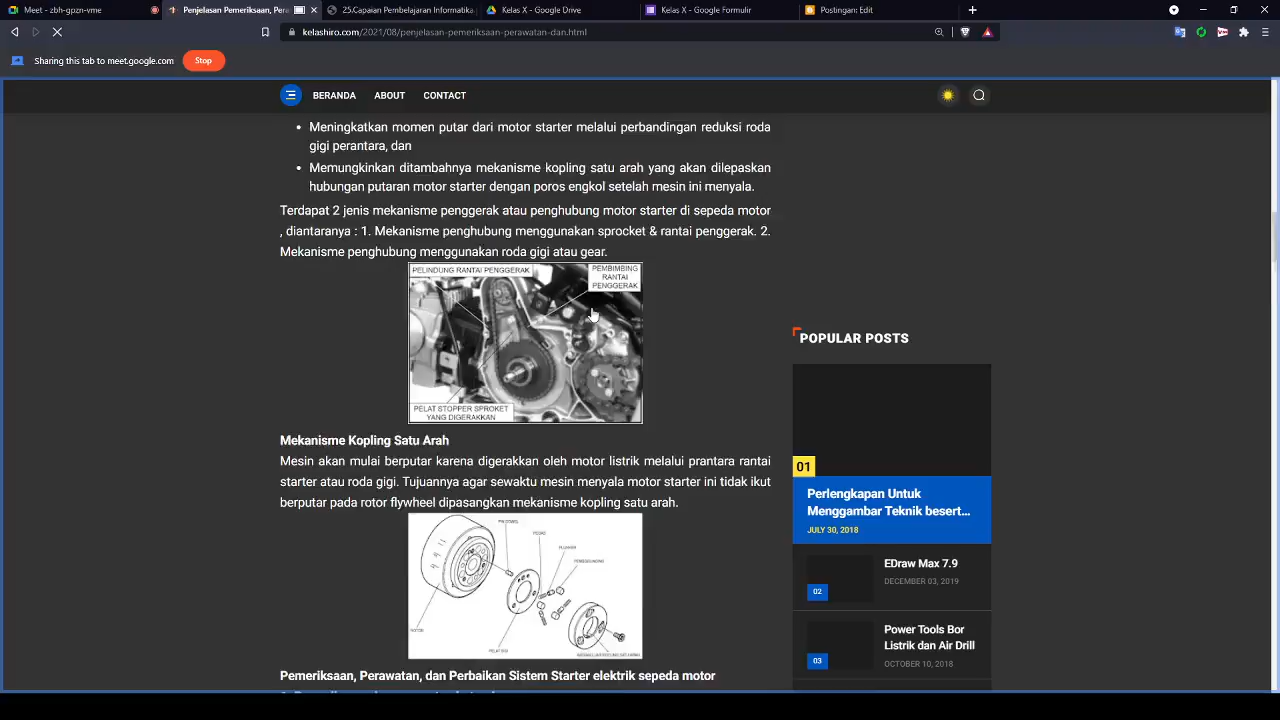 Meet - zbh-gpzn-vme
Penjelasan Pemeriksaan, Pera
25.Capaian Pembelajaran Informatika
Kelas X - Google Drive
Kelas X - Google Formulir
Postingan: Edit
kelashiro.com/2021/08/penjelasan-pemeriksaan-perawatan-dan.html
Sharing this tab to meet.google.com
Stop
BERANDA
ABOUT
CONTACT
• Meningkatkan momen putar dari motor starter melalui perbandingan reduksi roda
gigi perantara, dan
• Memungkinkan ditambahnya mekanisme kopling satu arah yang akan dilepaskan
hubungan putaran motor starter dengan poros engkol setelah mesin ini menyala.
Terdapat 2 jenis mekanisme penggerak atau penghubung motor starter di sepeda motor
, diantaranya : 1. Mekanisme penghubung menggunakan sprocket & rantai penggerak. 2.
Mekanisme penghubung menggunakan roda gigi atau gear.
PELINDUNG RANTAI PENGGERAK
PEMBIMBING
RANTAI
PENGGERAK
PELAT STOPPER SPROKET
YANG DIGERAKKAN
Mekanisme Kopling Satu Arah
Mesin akan mulai berputar karena digerakkan oleh motor listrik melalui prantara rantai
starter atau roda gigi. Tujuannya agar sewaktu mesin menyala motor starter ini tidak ikut
berputar pada rotor flywheel dipasangkan mekanisme kopling satu arah.
PLUNGER
Pemeriksaan, Perawatan, dan Perbaikan Sistem Starter elektrik sepeda motor
POPULAR POSTS
01
Perlengkapan Untuk
Menggambar Teknik besert...
JULY 30, 2018
02
EDraw Max 7.9
DECEMBER 03, 2019
03
Power Tools Bor
Listrik dan Air Drill
OCTOBER 10, 2018